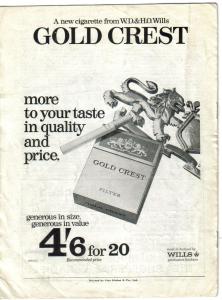 A new cigarette from W.D.& H.O. Wills
GOLD CREST
more
to your taste
in quality
and
price.
GOLD CREST
FILTER
generous in size,
generous in value
4'6 for 20
Recommended price
WILLS